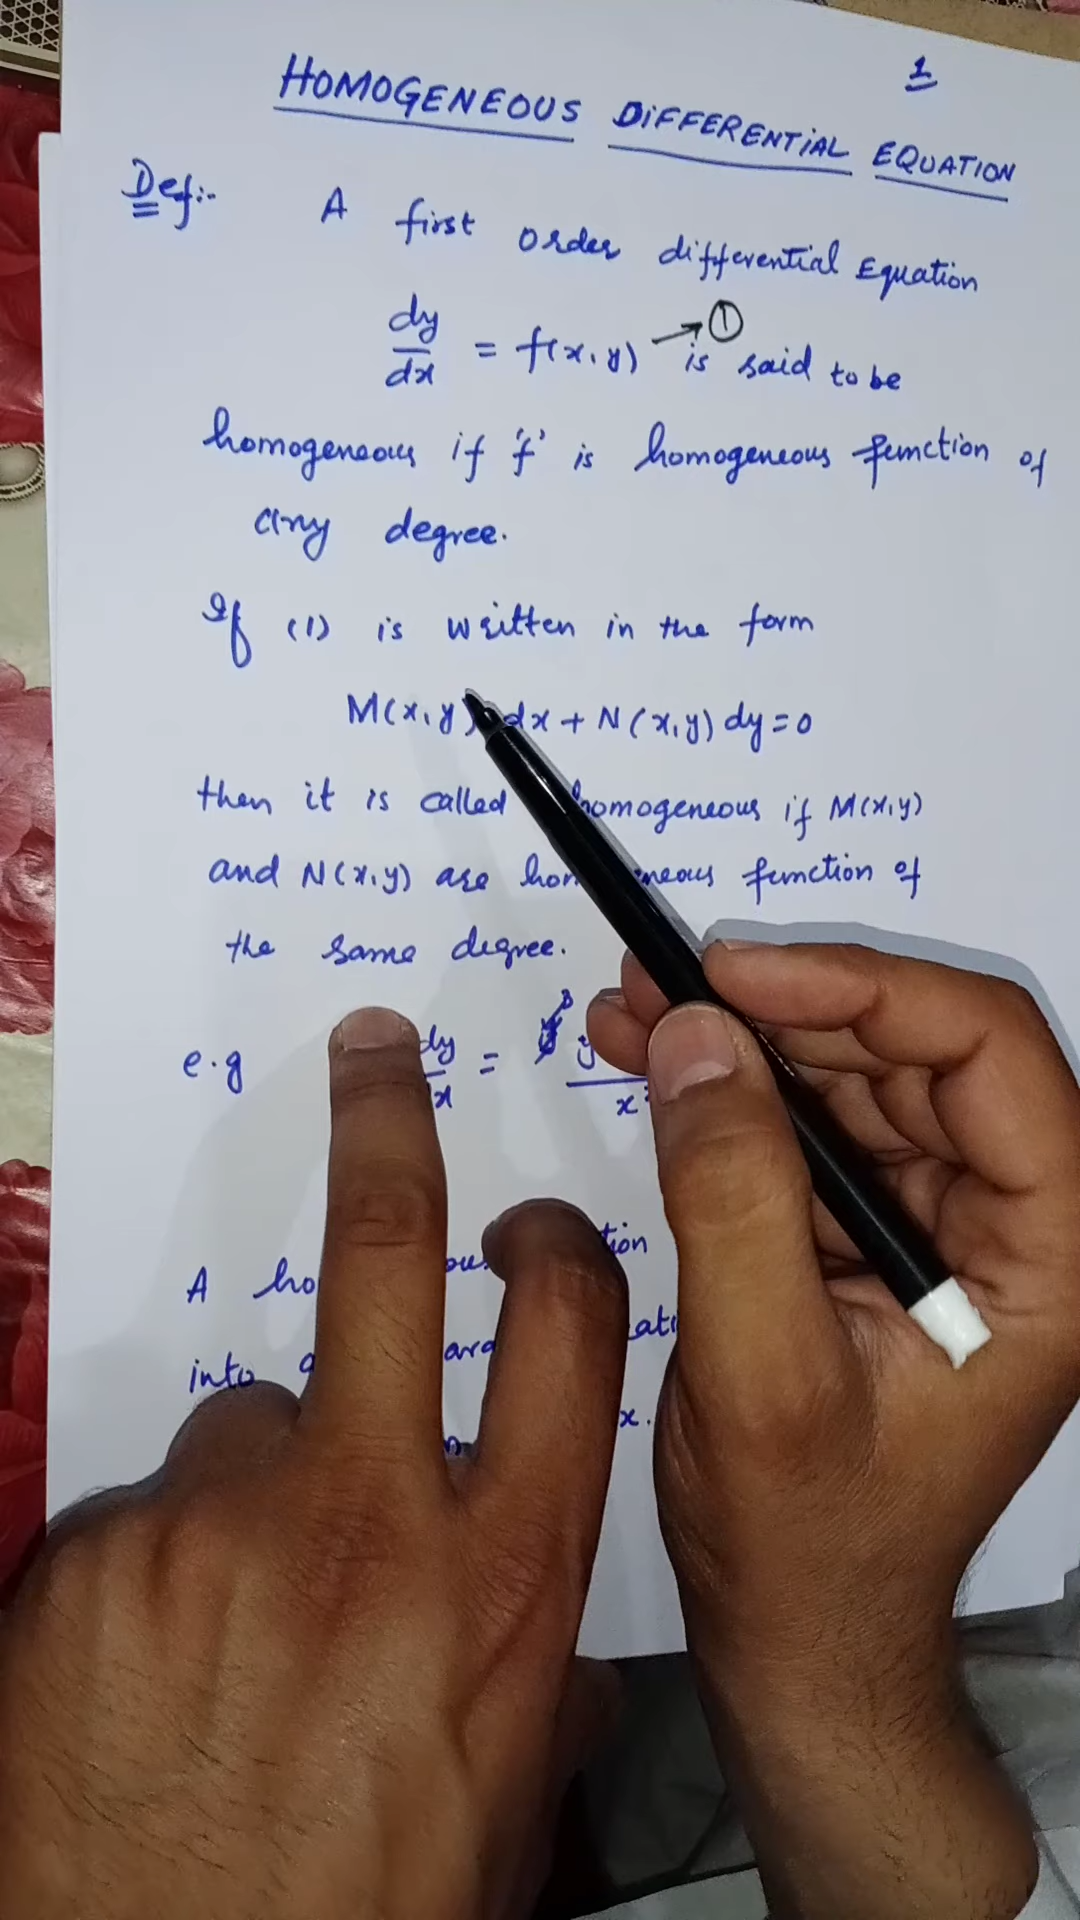 1
HOMOGENEOUS DIFFERENTIAL EQUATION
Def:- A first order differential Equation
dy/dx = f(x,y) → ① is said to be
homogeneous if 'f' is homogeneous function of
any degree.
If (1) is written in the form
M(x,y) dx + N(x,y) dy = 0
then it is called homogeneous if M(x,y)
and N(x,y) are function of
the same degree.
e.g dy =
A
into
x.